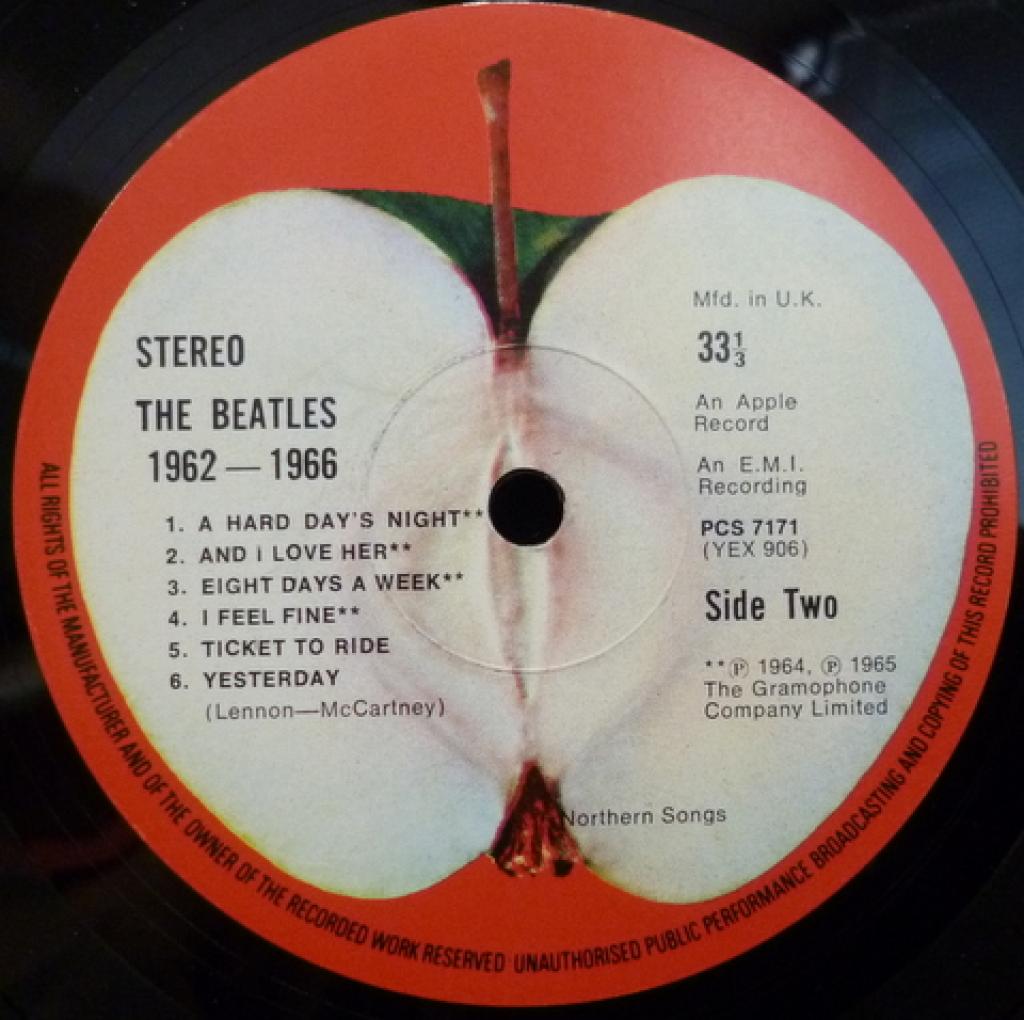 STEREO
THE BEATLES
1962 — 1966
1. A HARD DAY'S NIGHT**
2. AND I LOVE HER**
3. EIGHT DAYS A WEEK**
4. I FEEL FINE**
5. TICKET TO RIDE
6. YESTERDAY
(Lennon—McCartney)
Mfd. in U.K.
33⅓
An Apple
Record
An E.M.I.
Recording
PCS 7171
(YEX 906)
Side Two
**℗ 1964, ℗ 1965
The Gramophone
Company Limited
Northern Songs
ALL RIGHTS OF THE MANUFACTURER AND OF THE OWNER OF THE RECORDED WORK RESERVED UNAUTHORISED PUBLIC PERFORMANCE BROADCASTING AND COPYING OF THIS RECORD PROHIBITED